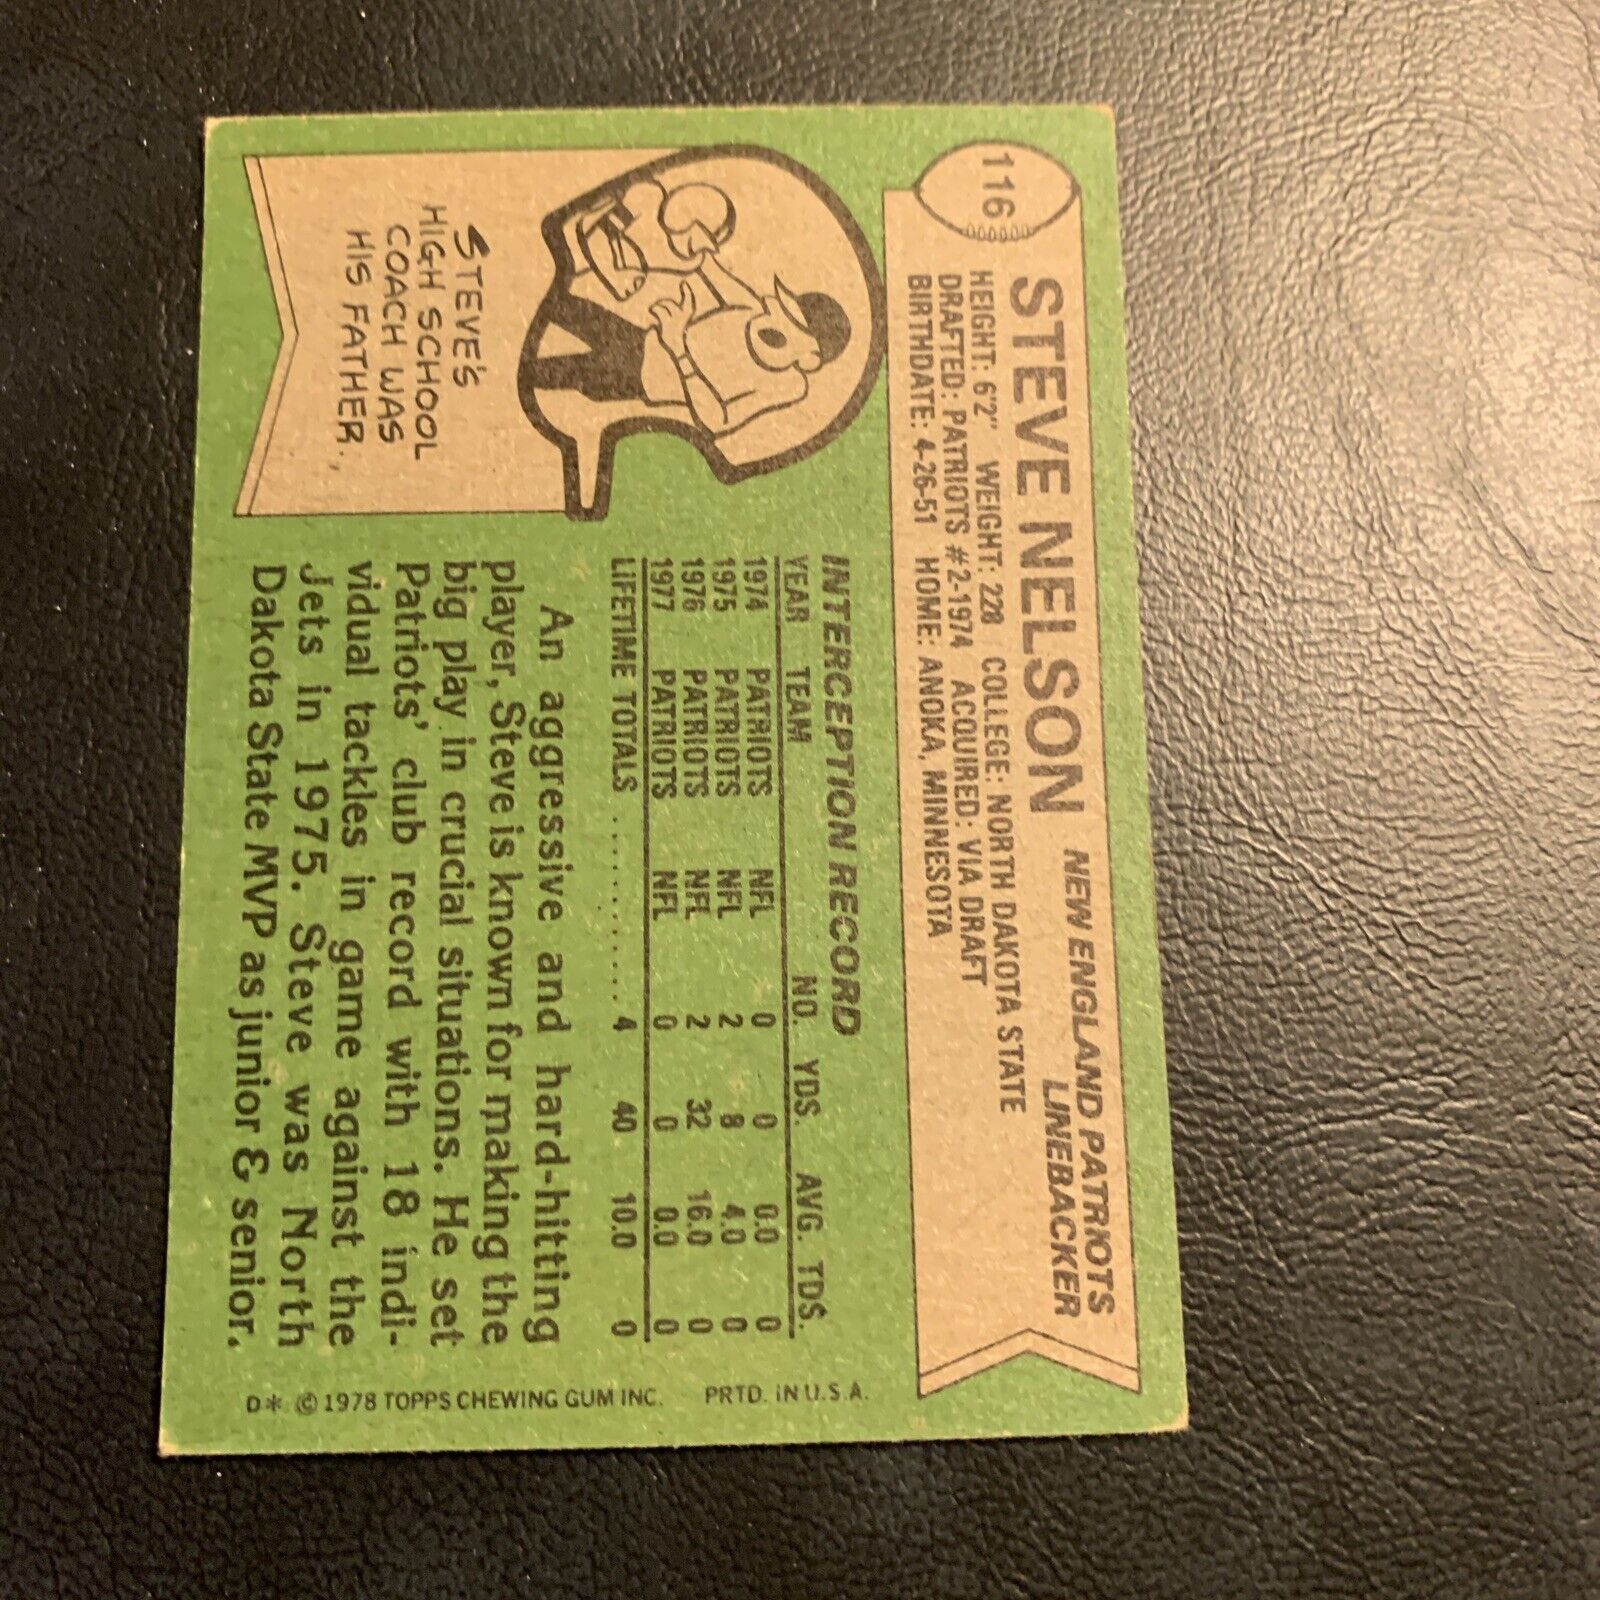 116
STEVE NELSON NEW ENGLAND PATRIOTS
LINEBACKER
HEIGHT: 6'2" WEIGHT: 228 COLLEGE: NORTH DAKOTA STATE
DRAFTED: PATRIOTS #2-1974 ACQUIRED: VIA DRAFT
BIRTHDATE: 4-26-51 HOME: ANOKA, MINNESOTA
STEVE'S
HIGH SCHOOL
COACH WAS
HIS FATHER.
INTERCEPTION RECORD
YEAR TEAM NO. YDS. AVG. TDS.
1974 PATRIOTS NFL 0 0 0.0 0
1975 PATRIOTS NFL 2 8 4.0 0
1976 PATRIOTS NFL 2 32 16.0 0
1977 PATRIOTS NFL 0 0 0.0 0
LIFETIME TOTALS .......... 4 40 10.0 0
An aggressive and hard-hitting
player, Steve is known for making the
big play in crucial situations. He set
Patriots' club record with 18 indi-
vidual tackles in game against the
Jets in 1975. Steve was North
Dakota State MVP as junior & senior.
D* © 1978 TOPPS CHEWING GUM INC. PRTD. IN U.S.A.